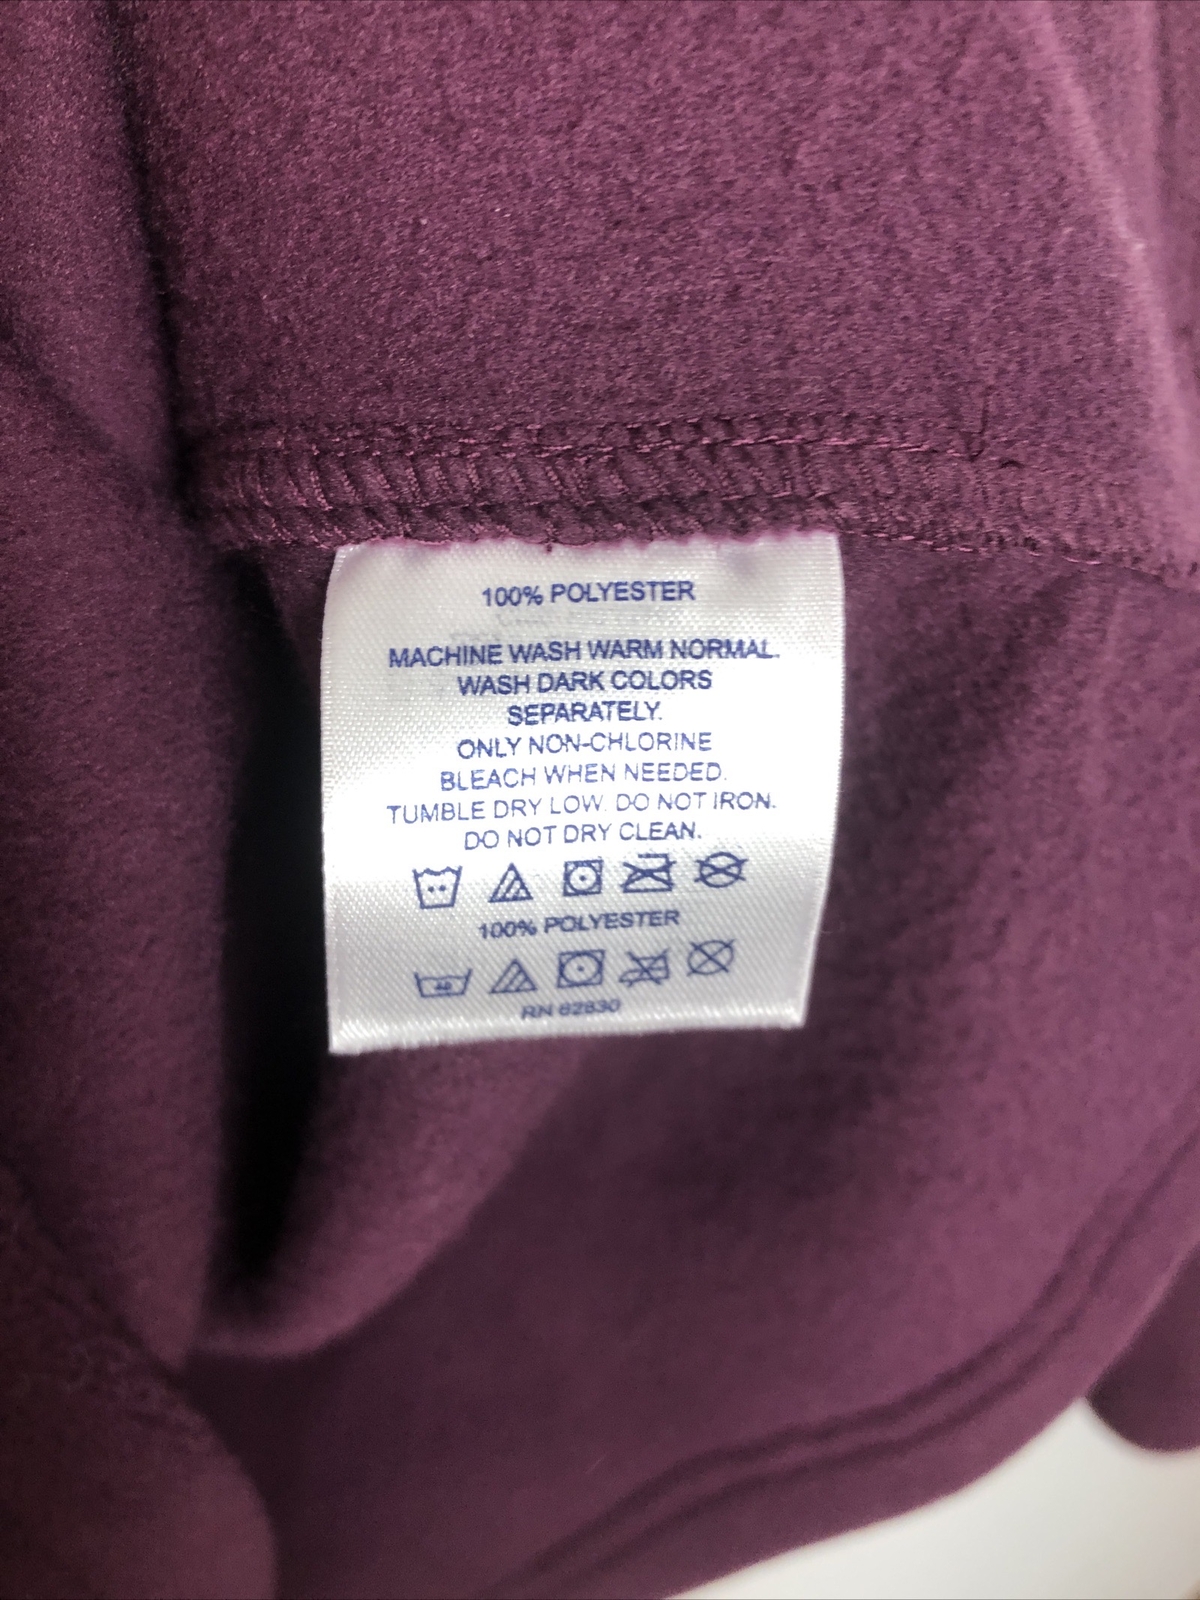 100% POLYESTER
MACHINE WASH WARM NORMAL.
WASH DARK COLORS
SEPARATELY.
ONLY NON-CHLORINE
BLEACH WHEN NEEDED.
TUMBLE DRY LOW. DO NOT IRON.
DO NOT DRY CLEAN.
100% POLYESTER
40
RN 62830